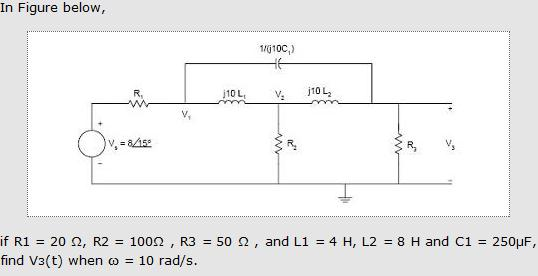 In Figure below,
1/(j10C₁)
R₁
j10 L₁
V₂
j10 L₂
V₁
+
+
Vₛ = 8/15°
R₂
R₃
V₃
-
-
if R1 = 20 Ω, R2 = 100Ω , R3 = 50 Ω , and L1 = 4 H, L2 = 8 H and C1 = 250μF,
find V3(t) when ω = 10 rad/s.